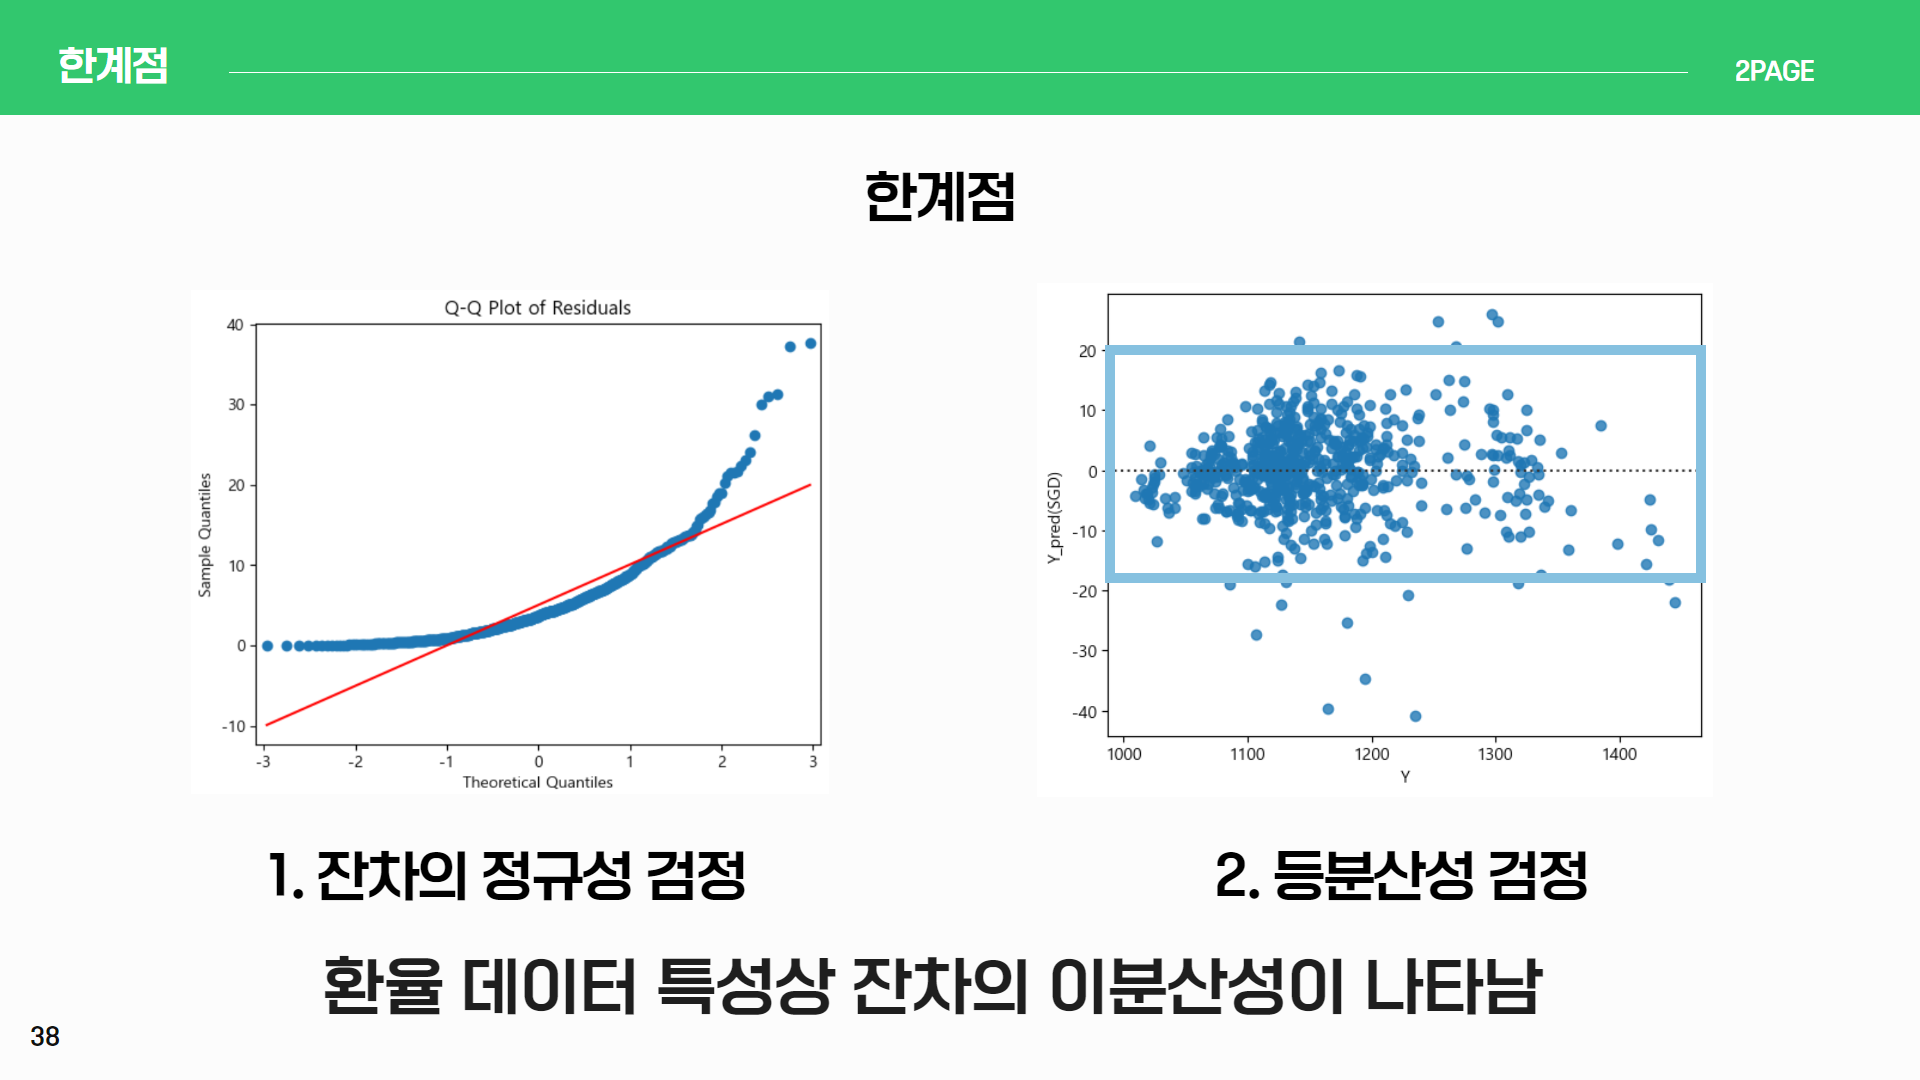 한계점
2PAGE
한계점
Q-Q Plot of Residuals
40
30
20
10
0
-10
Sample Quantiles
-3 -2 -1 0 1 2 3
Theoretical Quantiles
20
10
0
-10
-20
-30
-40
Y_pred(SGD)
1000 1100 1200 1300 1400
Y
1. 잔차의 정규성 검정
2. 등분산성 검정
환율 데이터 특성상 잔차의 이분산성이 나타남
38